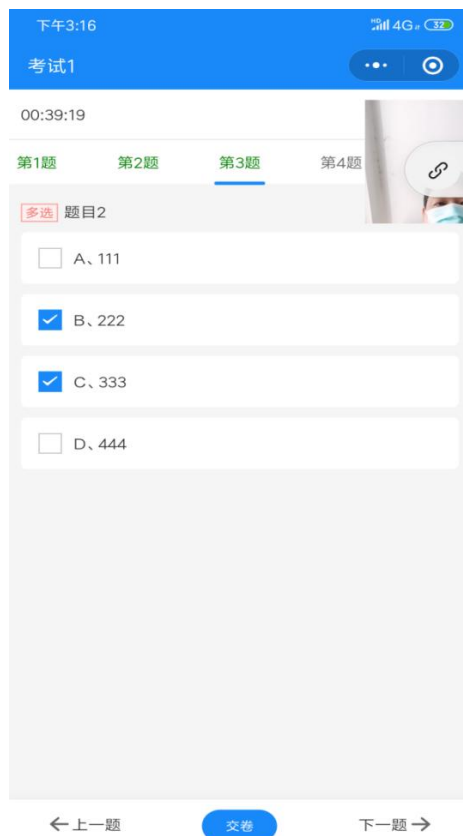 下午3:16 HD 4G 32
考试1
00:39:19
第1题 第2题 第3题 第4题
多选 题目2
A、111
B、222
C、333
D、444
←上一题 交卷 下一题→